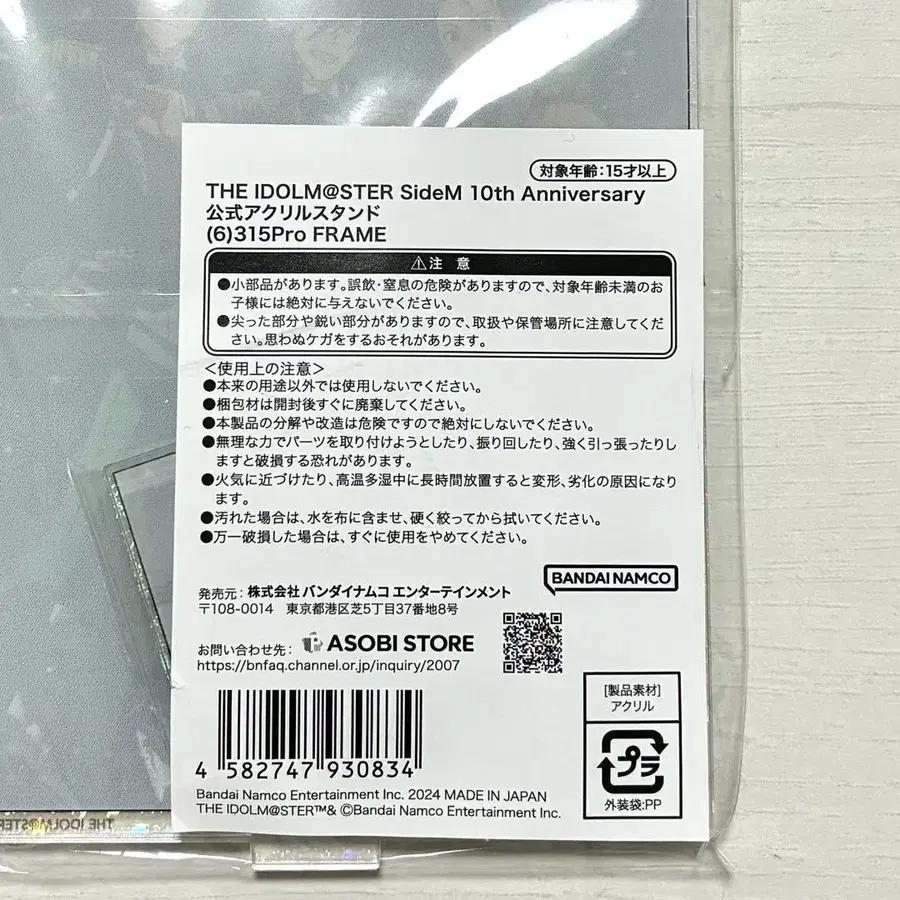 対象年齢:15才以上
THE IDOLM@STER SideM 10th Anniversary
公式アクリルスタンド
(6)315Pro FRAME
⚠注 意
●小部品があります。誤飲・窒息の危険がありますので、対象年齢未満のお
子様には絶対に与えないでください。
●尖った部分や鋭い部分がありますので、取扱や保管場所に注意してくだ
さい。思わぬケガをするおそれがあります。
<使用上の注意>
●本来の用途以外では使用しないでください。
●梱包材は開封後すぐに廃棄してください。
●本製品の分解や改造は危険ですので絶対にしないでください。
●無理な力でパーツを取り付けようとしたり、振り回したり、強く引っ張ったりし
ますと破損する恐れがあります。
●火気に近づけたり、高温多湿中に長時間放置すると変形、劣化の原因になり
ます。
●汚れた場合は、水を布に含ませ、硬く絞ってから拭いてください。
●万一破損した場合は、すぐに使用をやめてください。
BANDAI NAMCO
発売元:株式会社 バンダイナムコ エンターテインメント
〒108-0014 東京都港区芝5丁目37番地8号
お問い合わせ先: ASOBI STORE
https://bnfaq.channel.or.jp/inquiry/2007
[製品素材]
アクリル
プラ
外装袋:PP
4 582747 930834
Bandai Namco Entertainment Inc. 2024 MADE IN JAPAN
THE IDOLM@STER™& ©Bandai Namco Entertainment Inc.
THE IDOLM@STER